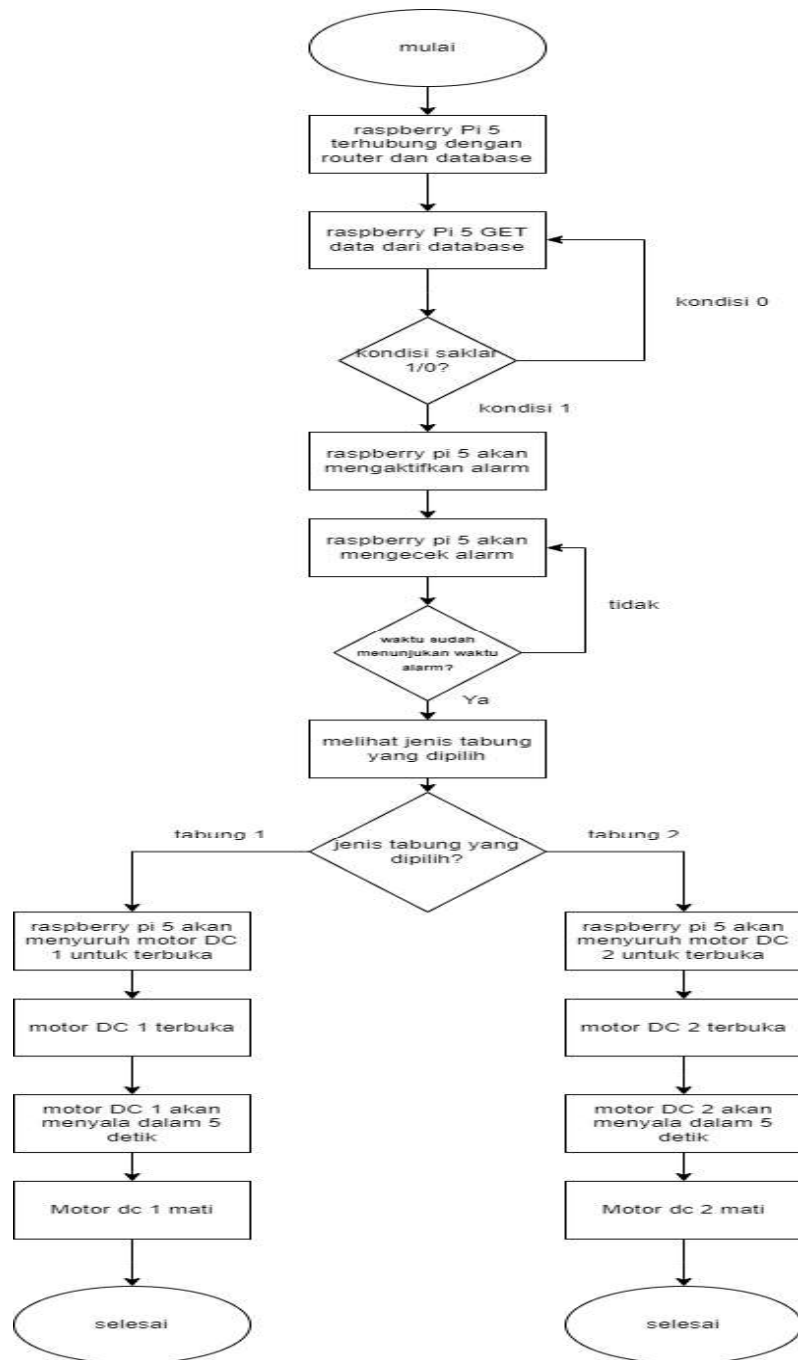 mulai
raspberry Pi 5
terhubung dengan
router dan database
raspberry Pi 5 GET
data dari database
kondisi 0
kondisi saklar
1/0?
kondisi 1
raspberry pi 5 akan
mengaktifkan alarm
raspberry pi 5 akan
mengecek alarm
tidak
waktu sudah
menunjukan waktu
alarm?
Ya
melihat jenis tabung
yang dipilih
jenis tabung yang
dipilih?
tabung 1
raspberry pi 5 akan
menyuruh motor DC
1 untuk terbuka
motor DC 1 terbuka
motor DC 1 akan
menyala dalam 5
detik
Motor dc 1 mati
selesai
tabung 2
raspberry pi 5 akan
menyuruh motor DC
2 untuk terbuka
motor DC 2 terbuka
motor DC 2 akan
menyala dalam 5
detik
Motor dc 2 mati
selesai